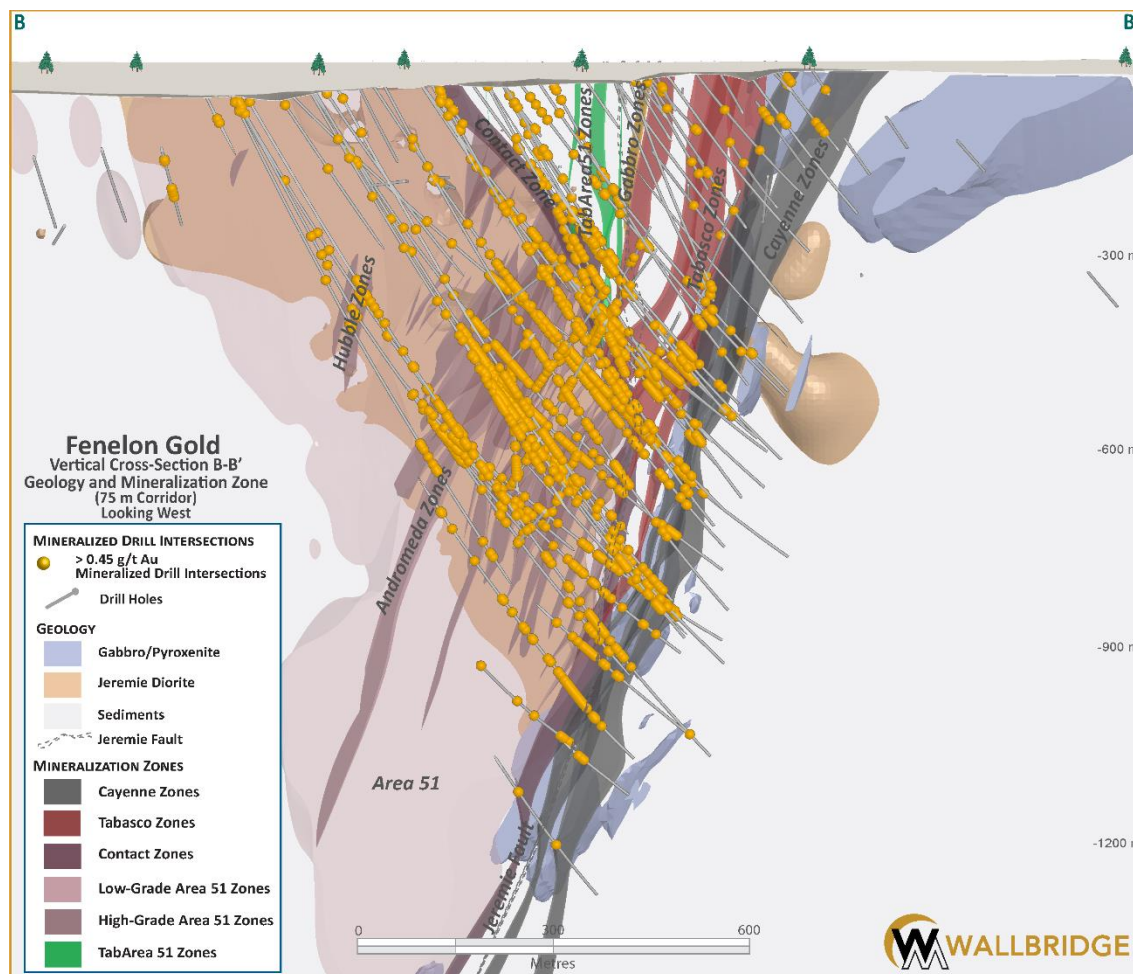 B
B
Contact Zone
TabArea51 Zones
Gabbro Zones
Tabasco Zones
Cayenne Zones
Hubble Zones
Andromeda Zones
Area 51
Jeremie Fault
-300 m
-600 m
-900 m
-1200 m
Fenelon Gold
Vertical Cross-Section B-B'
Geology and Mineralization Zone
(75 m Corridor)
Looking West
MINERALIZED DRILL INTERSECTIONS
> 0.45 g/t Au
Mineralized Drill Intersections
Drill Holes
GEOLOGY
Gabbro/Pyroxenite
Jeremie Diorite
Sediments
Jeremie Fault
MINERALIZATION ZONES
Cayenne Zones
Tabasco Zones
Contact Zones
Low-Grade Area 51 Zones
High-Grade Area 51 Zones
TabArea 51 Zones
0 300 600
Metres
WALLBRIDGE